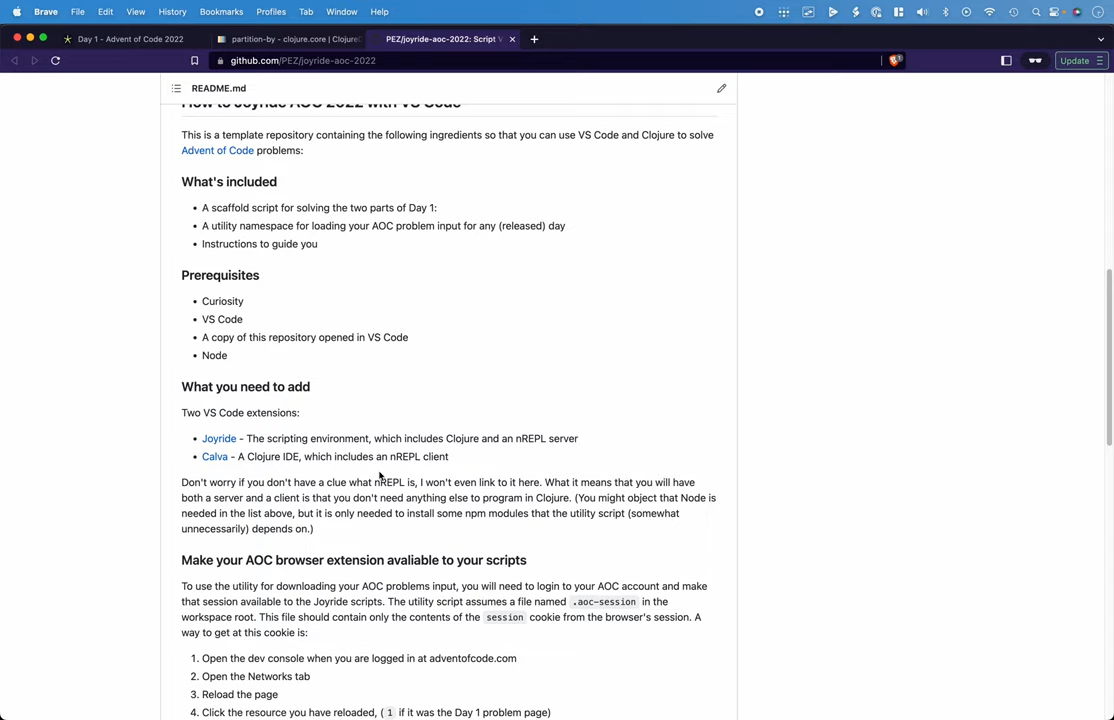 Brave File Edit View History Bookmarks Profiles Tab Window Help
Day 1 - Advent of Code 2022 partition-by - clojure.core | Clojure PEZ/joyride-aoc-2022: Script
github.com/PEZ/joyride-aoc-2022 1 Update
README.md
How to Joyride AOC 2022 with VS Code
This is a template repository containing the following ingredients so that you can use VS Code and Clojure to solve
Advent of Code problems:
What's included
• A scaffold script for solving the two parts of Day 1:
• A utility namespace for loading your AOC problem input for any (released) day
• Instructions to guide you
Prerequisites
• Curiosity
• VS Code
• A copy of this repository opened in VS Code
• Node
What you need to add
Two VS Code extensions:
• Joyride - The scripting environment, which includes Clojure and an nREPL server
• Calva - A Clojure IDE, which includes an nREPL client
Don't worry if you don't have a clue what nREPL is, I won't even link to it here. What it means that you will have
both a server and a client is that you don't need anything else to program in Clojure. (You might object that Node is
needed in the list above, but it is only needed to install some npm modules that the utility script (somewhat
unnecessarily) depends on.)
Make your AOC browser extension avaliable to your scripts
To use the utility for downloading your AOC problems input, you will need to login to your AOC account and make
that session available to the Joyride scripts. The utility script assumes a file named .aoc-session in the
workspace root. This file should contain only the contents of the session cookie from the browser's session. A
way to get at this cookie is:
1. Open the dev console when you are logged in at adventofcode.com
2. Open the Networks tab
3. Reload the page
4. Click the resource you have reloaded, ( 1 if it was the Day 1 problem page)